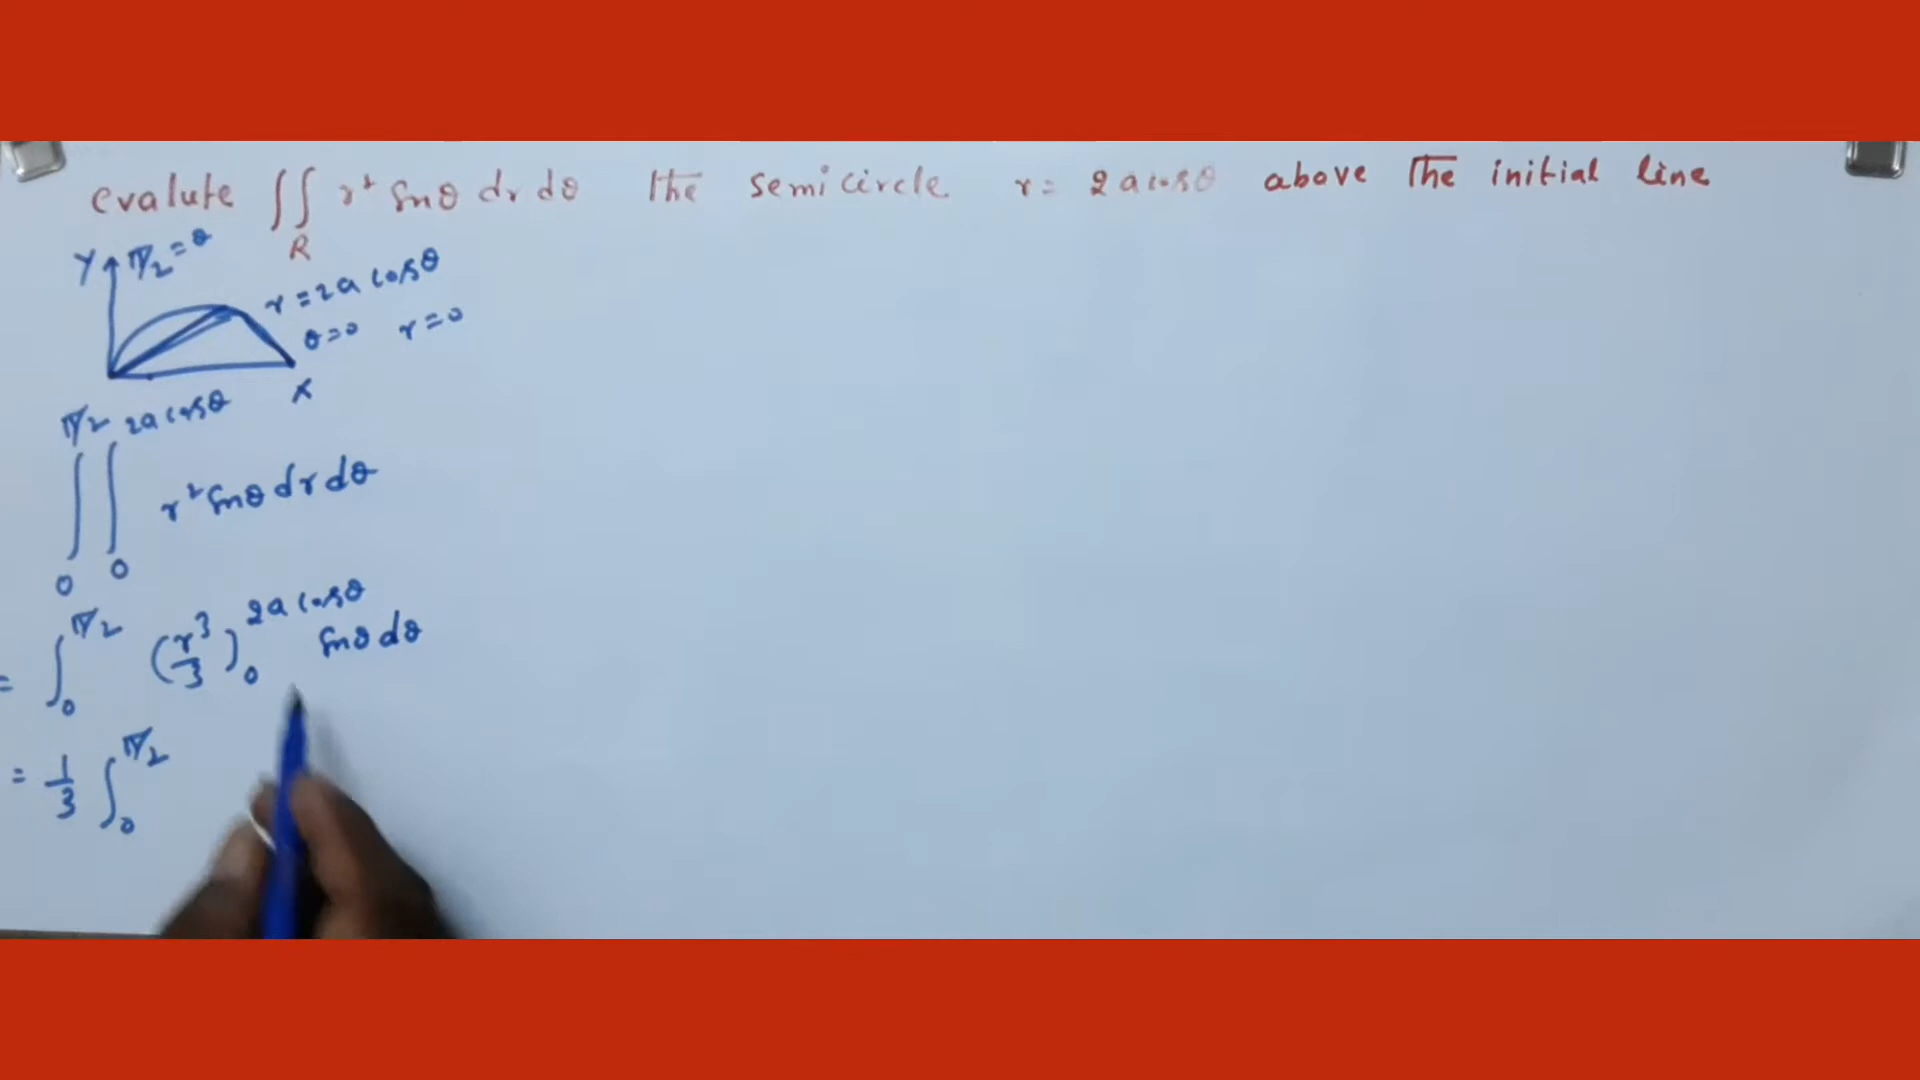 evalute ∬ r² sinθ dr dθ the semicircle r = 2a cosθ above the initial line
R
Y π/2 = θ
r = 2a cosθ
θ=0 r=0
X
π/2 2a cosθ
∫∫ r² sinθ dr dθ
0 0
= ∫₀^π/2 (r³/3)₀^2a cosθ sinθ dθ
= 1/3 ∫₀^π/2